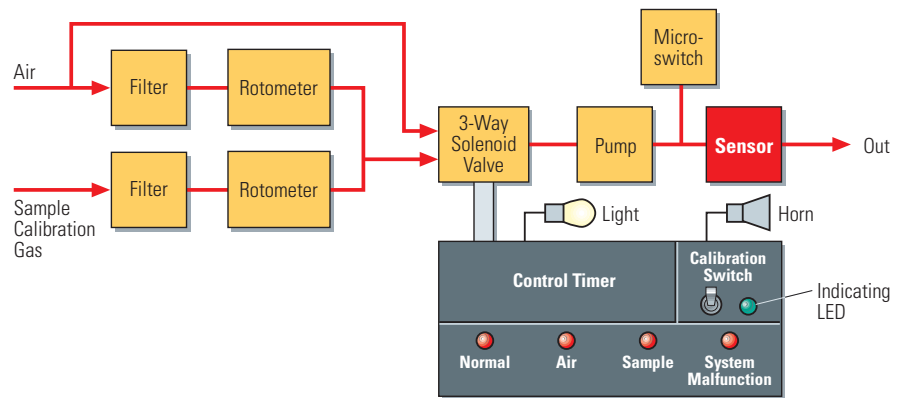 Air
Filter
Rotometer
Sample
Calibration
Gas
Filter
Rotometer
3-Way
Solenoid
Valve
Pump
Micro-
switch
Sensor
Out
Light
Horn
Control Timer
Calibration
Switch
Indicating
LED
Normal
Air
Sample
System
Malfunction